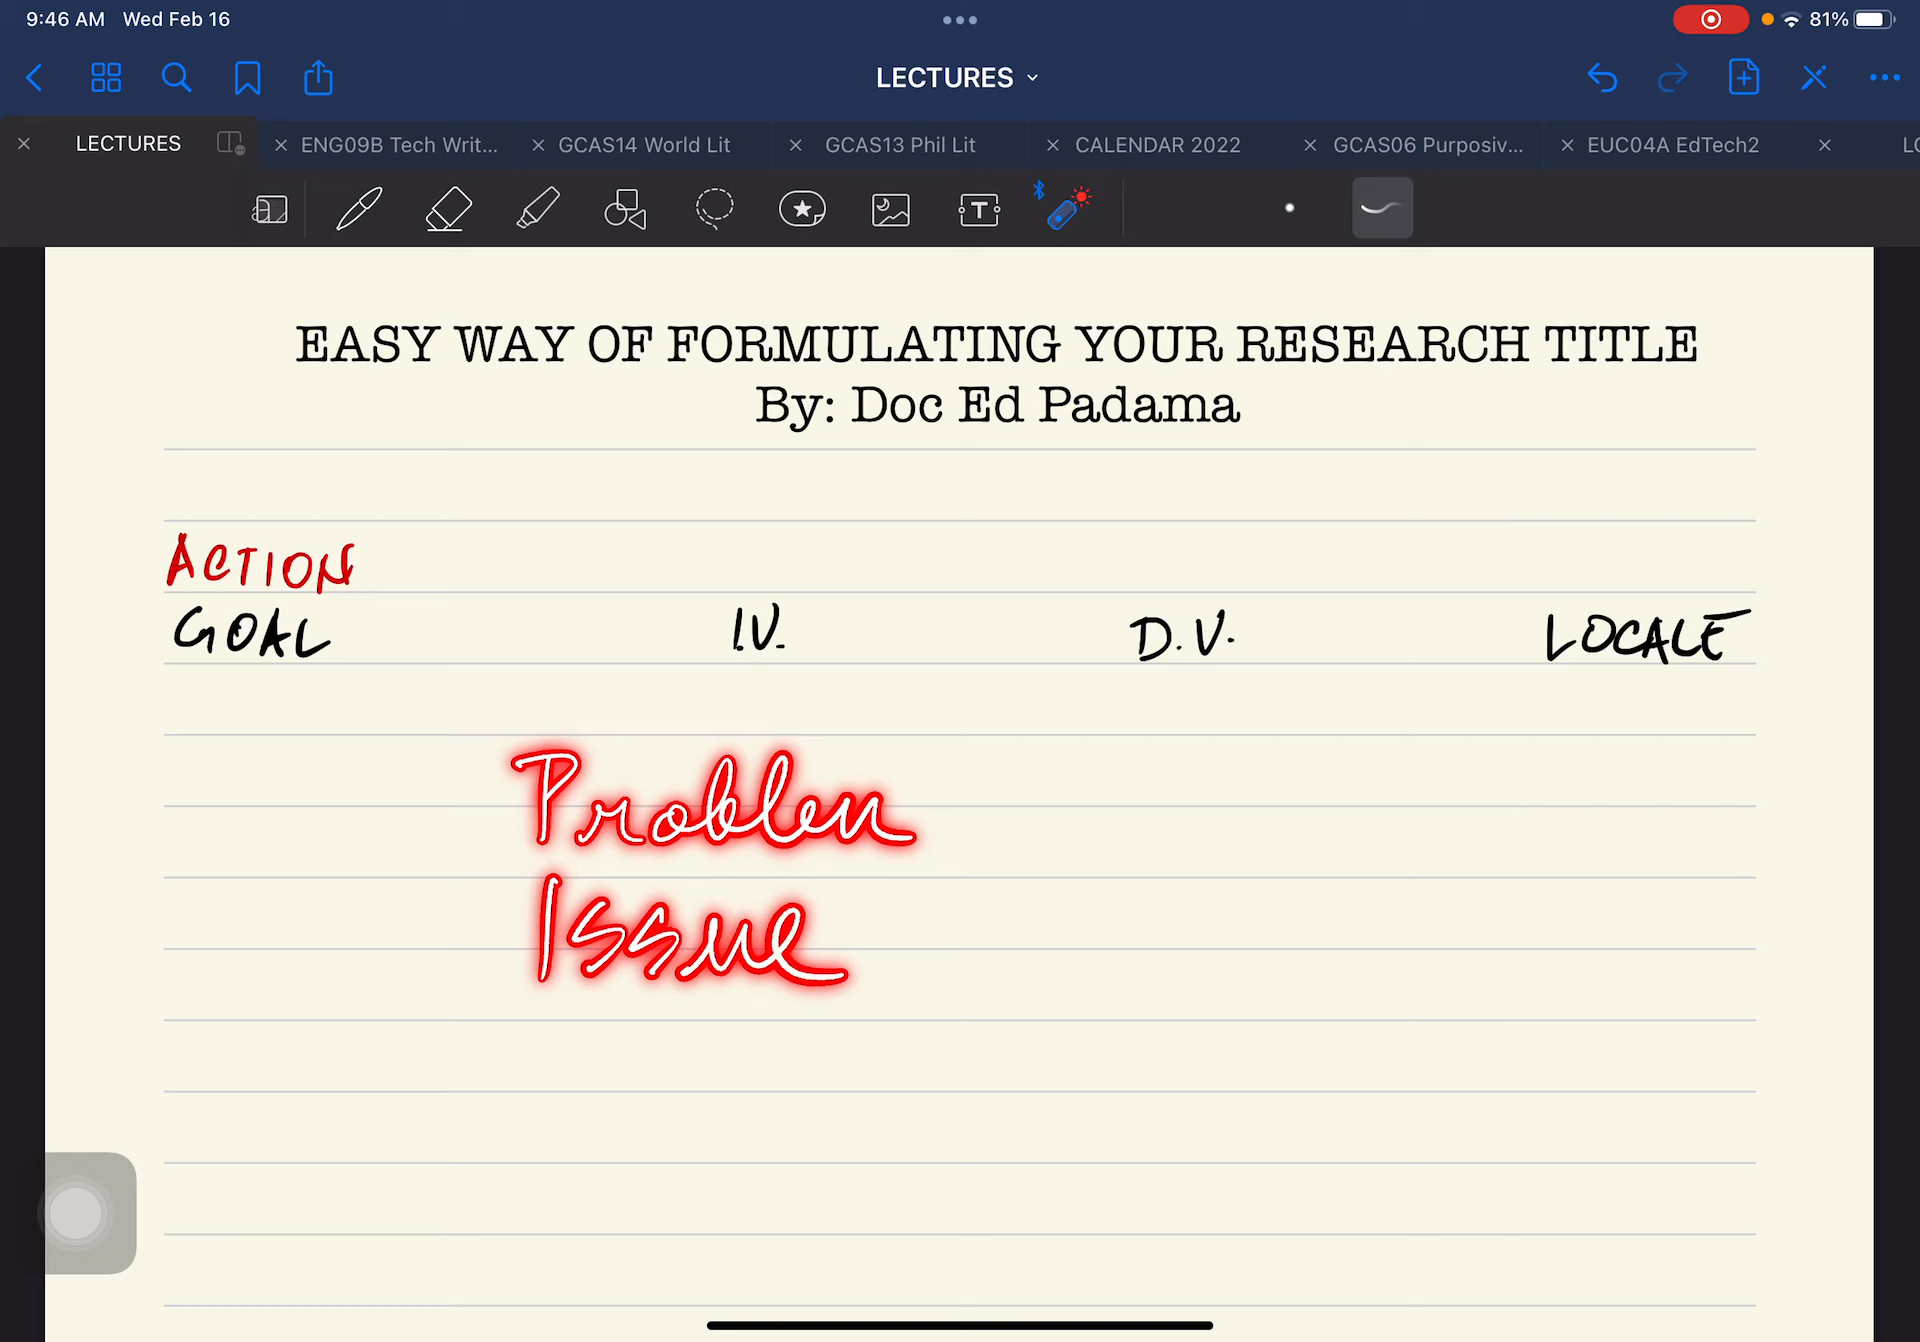 9:46 AM Wed Feb 16
81%
LECTURES
LECTURES ENG09B Tech Writ... GCAS14 World Lit GCAS13 Phil Lit CALENDAR 2022 GCAS06 Purposiv... EUC04A EdTech2
T
EASY WAY OF FORMULATING YOUR RESEARCH TITLE
By: Doc Ed Padama
ACTION
GOAL I.V. D.V. LOCALE
Problem
Issue